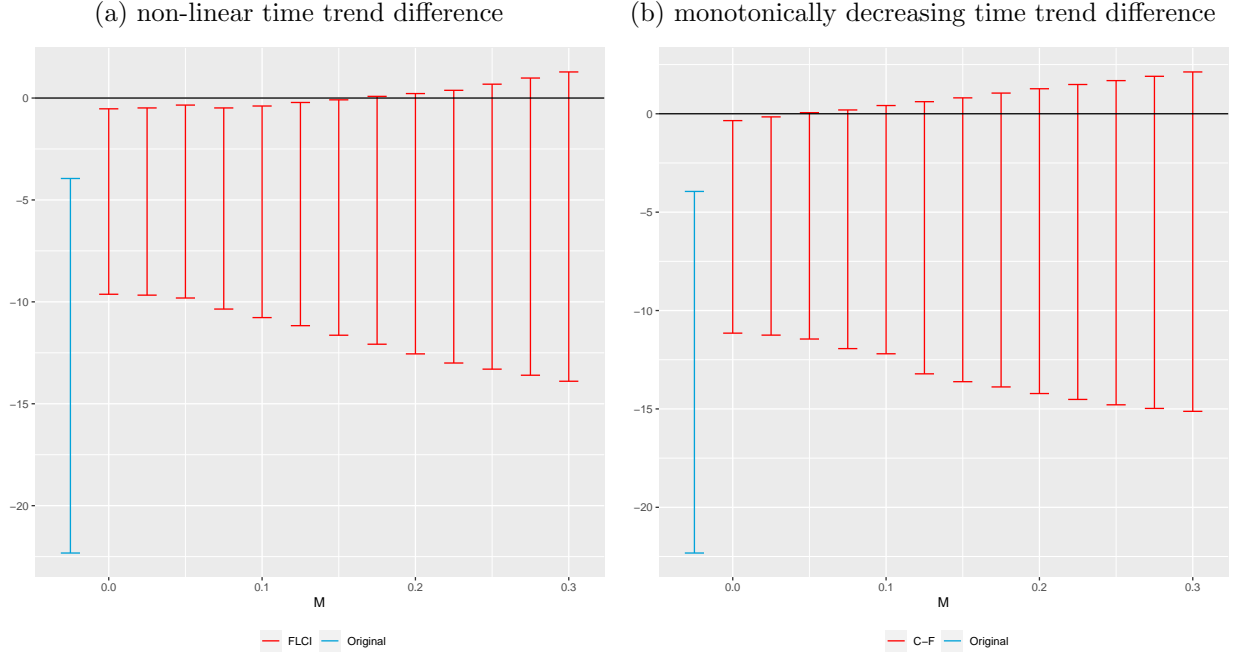 (a) non-linear time trend difference
0
−5
−10
−15
−20
0.0 0.1 0.2 0.3
M
FLCI Original
(b) monotonically decreasing time trend difference
0
−5
−10
−15
−20
0.0 0.1 0.2 0.3
M
C−F Original